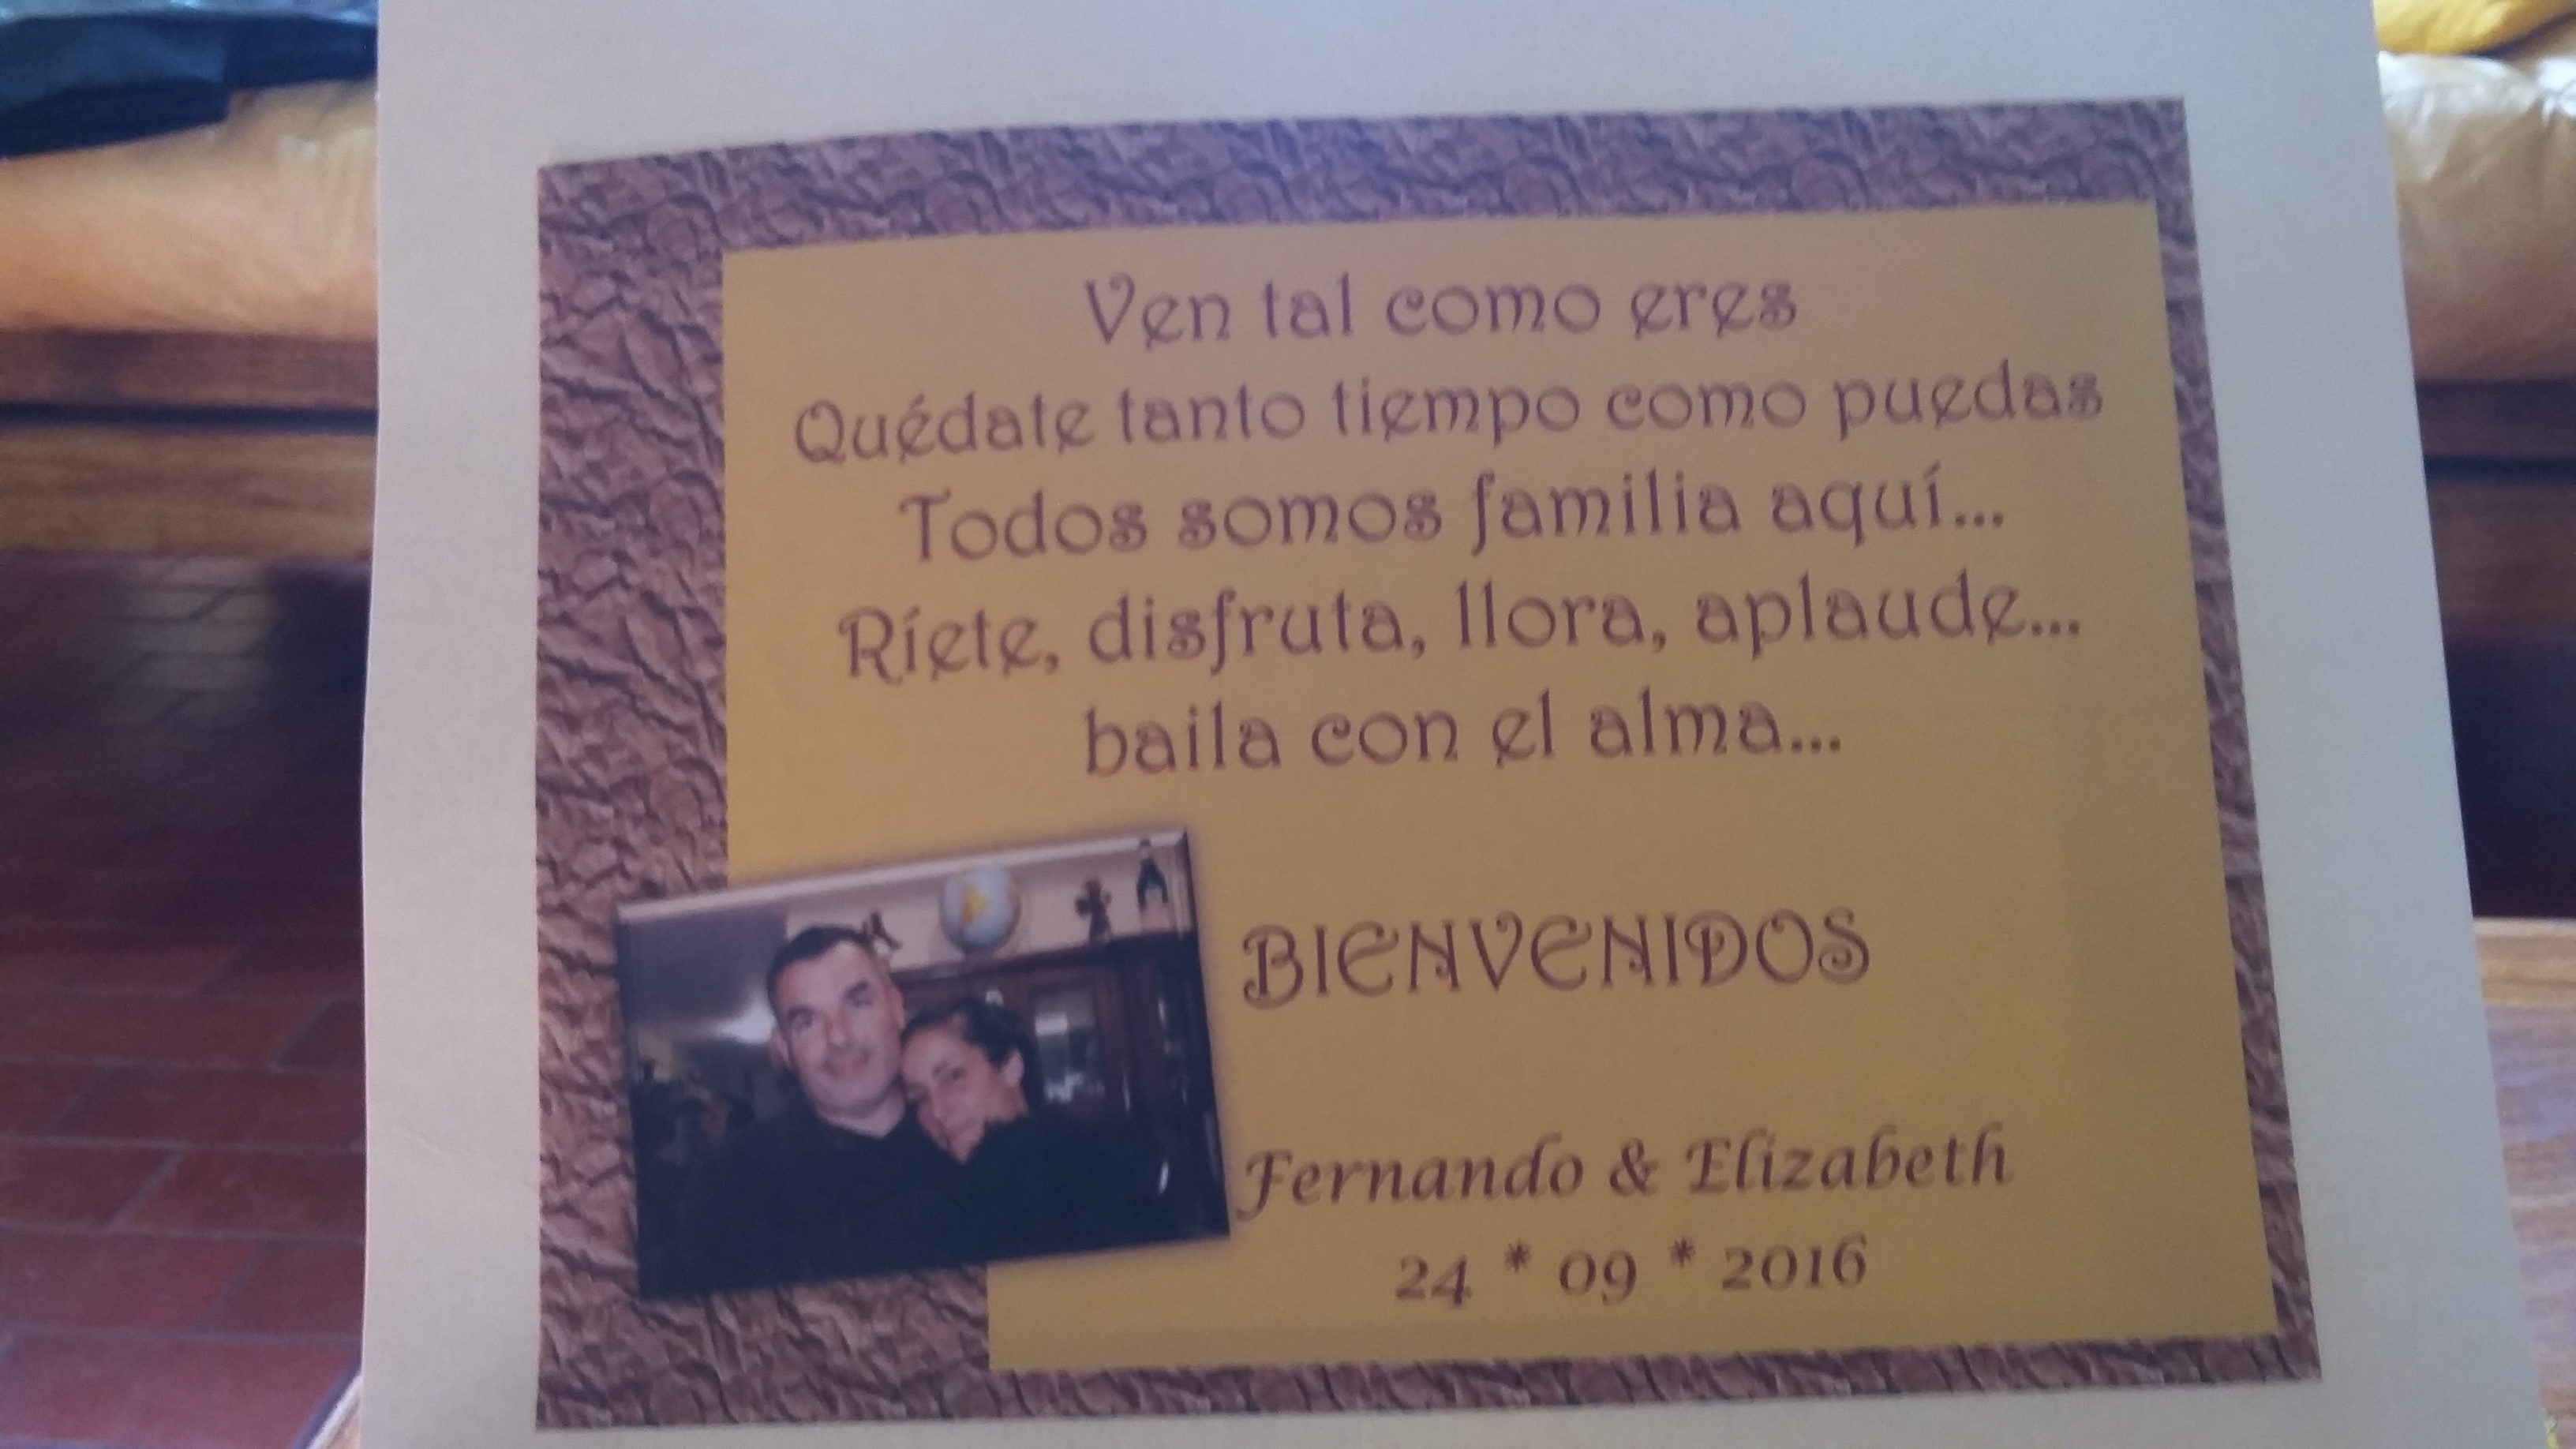 Ven tal como eres
Quédate tanto tiempo como puedas
Todos somos familia aquí...
Ríete, disfruta, llora, aplaude...
baila con el alma...
BIENVENIDOS
Fernando & Elizabeth
24 * 09 * 2016